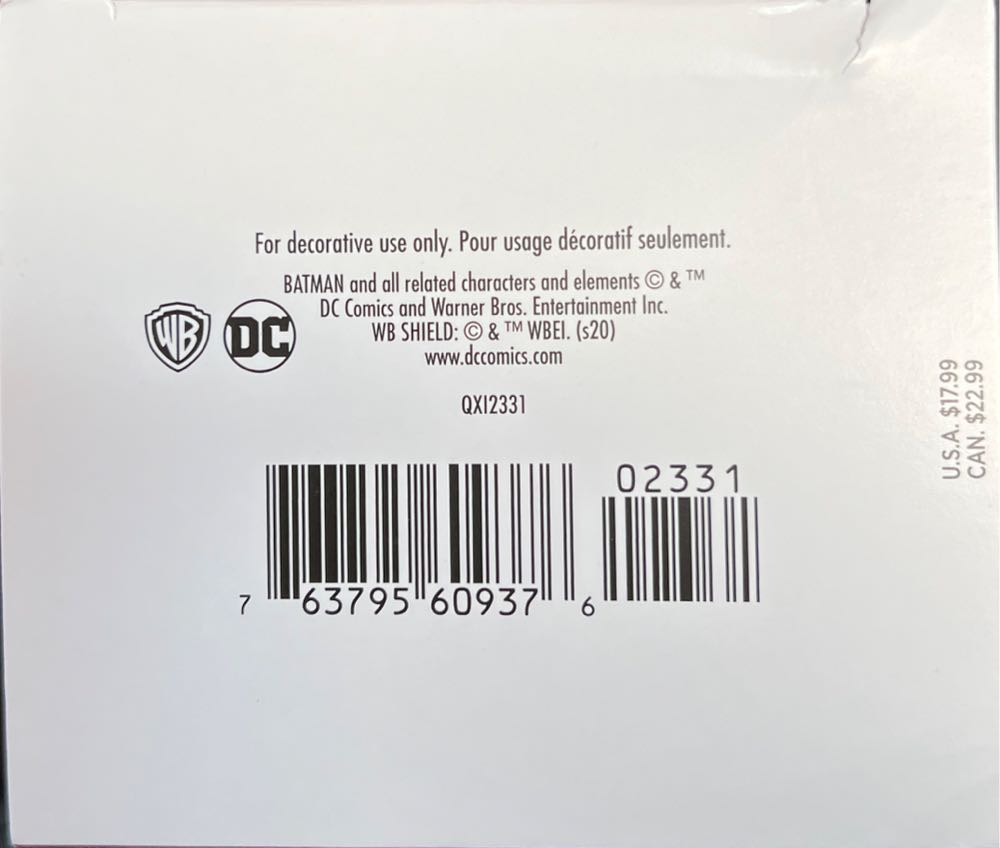 For decorative use only. Pour usage décoratif seulement.
BATMAN and all related characters and elements © & ™
DC Comics and Warner Bros. Entertainment Inc.
WB SHIELD: © & ™ WBEI. (s20)
www.dccomics.com
WB
DC
QXI2331
02331
7 63795 60937 6
U.S.A. $17.99
CAN. $22.99